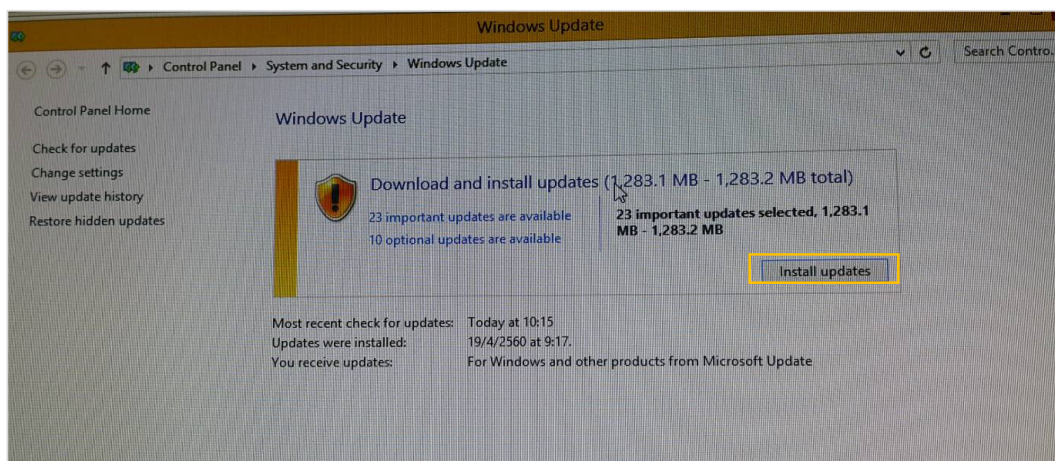 Windows Update
Control Panel System and Security Windows Update
Search Contro
Control Panel Home
Check for updates
Change settings
View update history
Restore hidden updates
Windows Update
Download and install updates (1,283.1 MB - 1,283.2 MB total)
23 important updates are available
10 optional updates are available
23 important updates selected, 1,283.1
MB - 1,283.2 MB
Install updates
Most recent check for updates: Today at 10:15
Updates were installed: 19/4/2560 at 9:17.
You receive updates: For Windows and other products from Microsoft Update